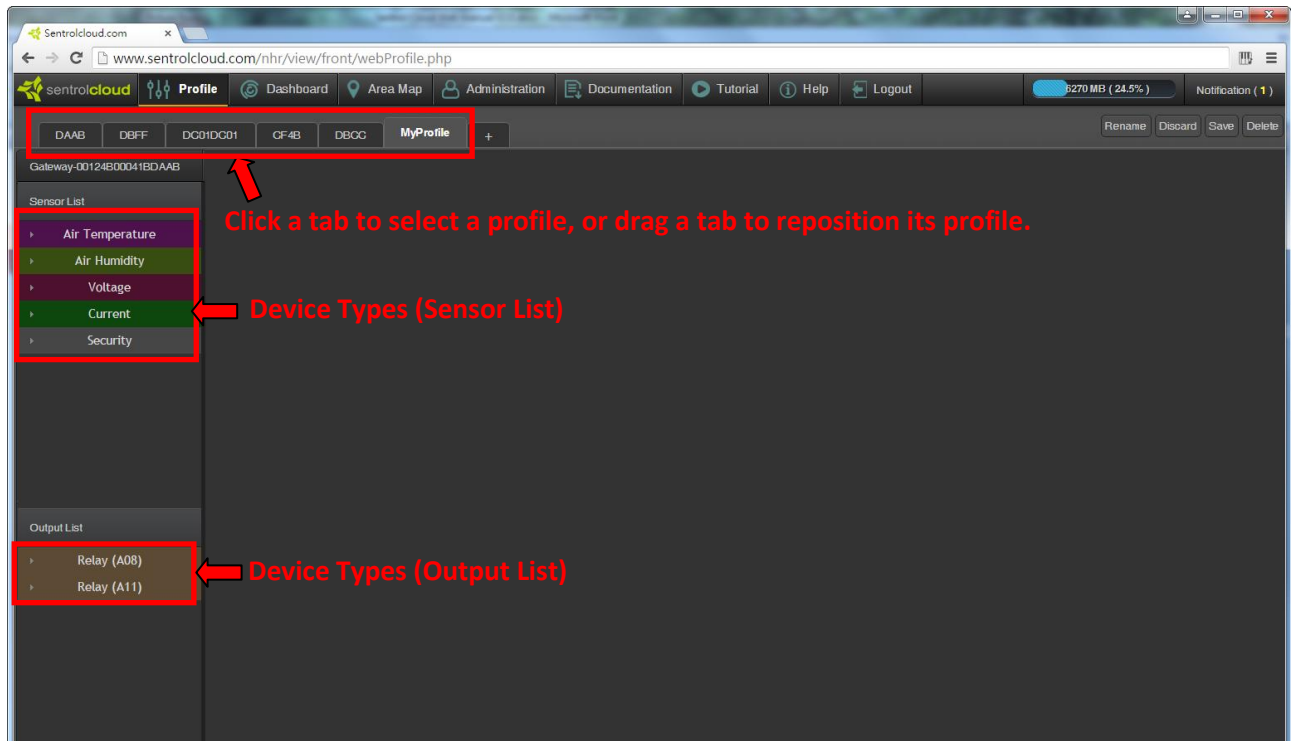 Sentrolcloud.com
www.sentrolcloud.com/nhr/view/front/webProfile.php
sentrolcloud Profile Dashboard Area Map Administration Documentation Tutorial Help Logout 6270 MB ( 24.5% ) Notification ( 1 )
DAAB DBFF DC01DC01 CF4B DBCC MyProfile + Rename Discard Save Delete
Gateway-00124B00041BDAAB
Sensor List
Click a tab to select a profile, or drag a tab to reposition its profile.
Air Temperature
Air Humidity
Voltage
Current
Device Types (Sensor List)
Security
Output List
Relay (A08)
Device Types (Output List)
Relay (A11)